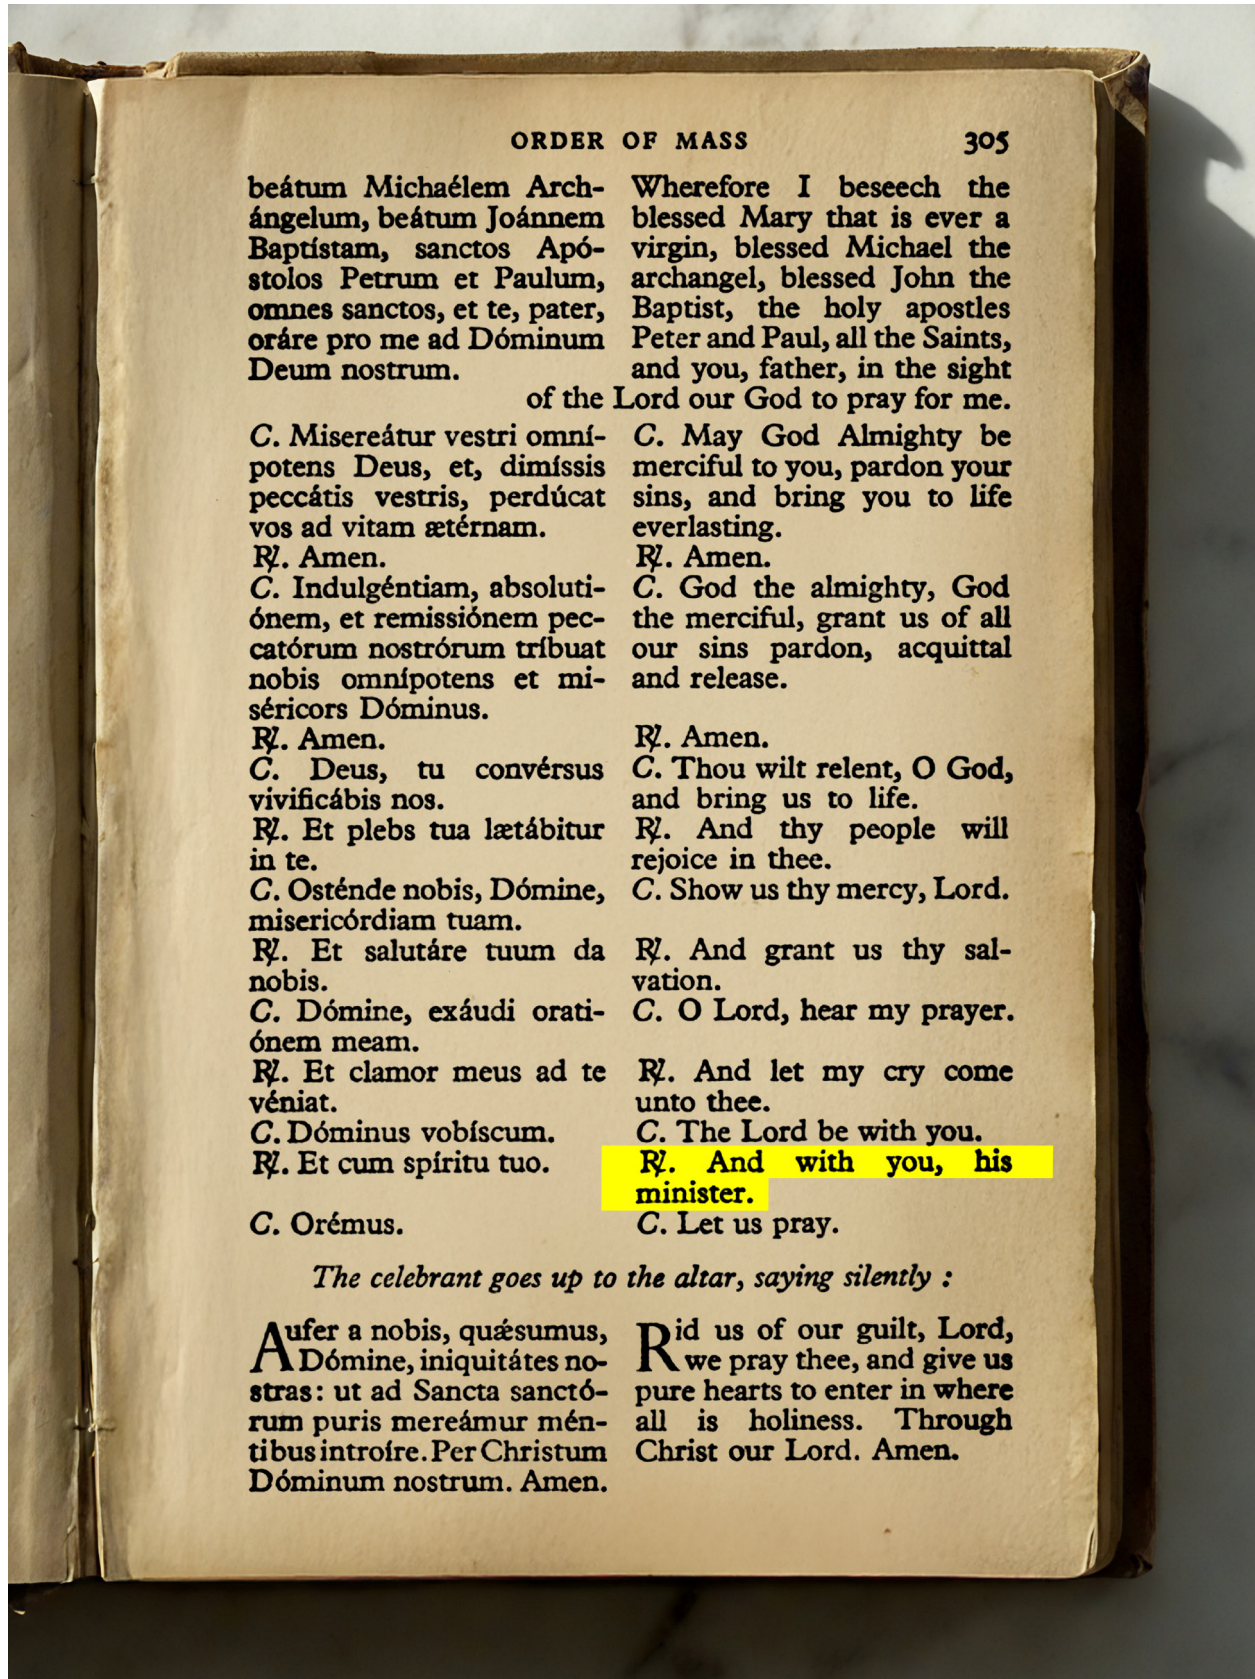 ORDER OF MASS 305
beátum Michaélem Arch-
ángelum, beátum Joánnem
Baptístam, sanctos Apó-
stolos Petrum et Paulum,
omnes sanctos, et te, pater,
oráre pro me ad Dóminum
Deum nostrum.
Wherefore I beseech the
blessed Mary that is ever a
virgin, blessed Michael the
archangel, blessed John the
Baptist, the holy apostles
Peter and Paul, all the Saints,
and you, father, in the sight
of the Lord our God to pray for me.
C. Misereátur vestri omní-
potens Deus, et, dimíssis
peccátis vestris, perdúcat
vos ad vitam ætérnam.
℟. Amen.
C. Indulgéntiam, absoluti-
ónem, et remissiónem pec-
catórum nostrórum tríbuat
nobis omnípotens et mi-
séricors Dóminus.
℟. Amen.
C. Deus, tu convérsus
vivificábis nos.
℟. Et plebs tua lætábitur
in te.
C. Osténde nobis, Dómine,
misericórdiam tuam.
℟. Et salutáre tuum da
nobis.
C. Dómine, exáudi orati-
ónem meam.
℟. Et clamor meus ad te
véniat.
C. Dóminus vobíscum.
℟. Et cum spíritu tuo.
C. Orémus.
C. May God Almighty be
merciful to you, pardon your
sins, and bring you to life
everlasting.
℟. Amen.
C. God the almighty, God
the merciful, grant us of all
our sins pardon, acquittal
and release.
℟. Amen.
C. Thou wilt relent, O God,
and bring us to life.
℟. And thy people will
rejoice in thee.
C. Show us thy mercy, Lord.
℟. And grant us thy sal-
vation.
C. O Lord, hear my prayer.
℟. And let my cry come
unto thee.
C. The Lord be with you.
℟. And with you, his
minister.
C. Let us pray.
The celebrant goes up to the altar, saying silently :
Aufer a nobis, quǽsumus,
Dómine, iniquitátes no-
stras: ut ad Sancta sanctó-
rum puris mereámur mén-
tibus introíre. Per Christum
Dóminum nostrum. Amen.
Rid us of our guilt, Lord,
we pray thee, and give us
pure hearts to enter in where
all is holiness. Through
Christ our Lord. Amen.